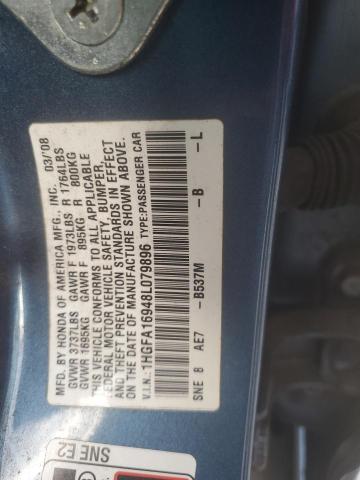 MFD. BY HONDA OF AMERICA MFG., INC. 03/'08
GVWR 3737LBS GAWR F 1973LBS R 1764LBS
GVWR 1695KG GAWR F 895KG R 800KG
THIS VEHICLE CONFORMS TO ALL APPLICABLE
FEDERAL MOTOR VEHICLE SAFETY, BUMPER,
AND THEFT PREVENTION STANDARDS IN EFFECT
ON THE DATE OF MANUFACTURE SHOWN ABOVE.
V.I.N.: 1HGFA16948L079896 TYPE:PASSENGER CAR
SNE 8 AE7 -B537M -B -L
SNE E2